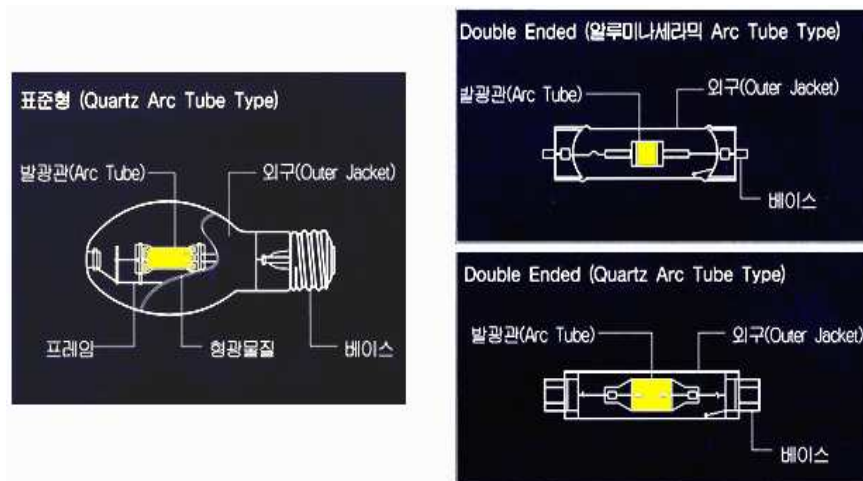 표준형 (Quartz Arc Tube Type)
발광관(Arc Tube)
외구(Outer Jacket)
프레임
형광물질
베이스
Double Ended (알루미나세라믹 Arc Tube Type)
발광관(Arc Tube)
외구(Outer Jacket)
베이스
Double Ended (Quartz Arc Tube Type)
발광관(Arc Tube)
외구(Outer Jacket)
베이스